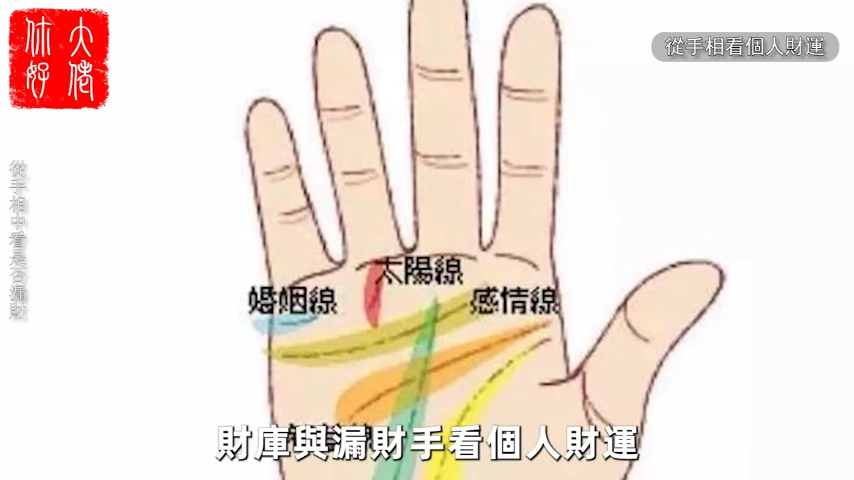 大佬
休好
從手相看個人財運
從手相中看是否漏財
太陽線
婚姻線
感情線
財庫與漏財手看個人財運